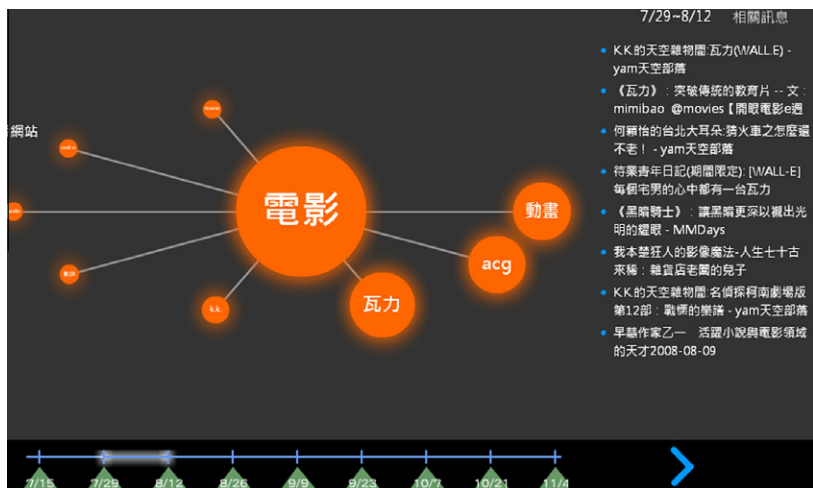 7/29~8/12 相關訊息
網站
電影
動畫
acg
瓦力
k.k.
K.K.的天空雜物間:瓦力(WALL.E) -
yam天空部落
《瓦力》：突破傳統的教育片 -- 文：
mimibao @movies【開眼電影e週
何穎怡的台北大耳朵:猜火車之怎麼還
不老！ - yam天空部落
待業青年日記(期間限定): [WALL-E]
每個宅男的心中都有一台瓦力
《黑暗騎士》：讓黑暗更深以襯出光
明的耀眼 - MMDays
我本楚狂人的影像魔法-人生七十古
來稀：雜貨店老闆的兒子
K.K.的天空雜物間:名偵探柯南劇場版
第12部：戰慄的樂譜 - yam天空部落
早慧作家乙一 活躍小說與電影領域
的天才2008-08-09
7/15 7/29 8/12 8/26 9/9 9/23 10/7 10/21 11/4